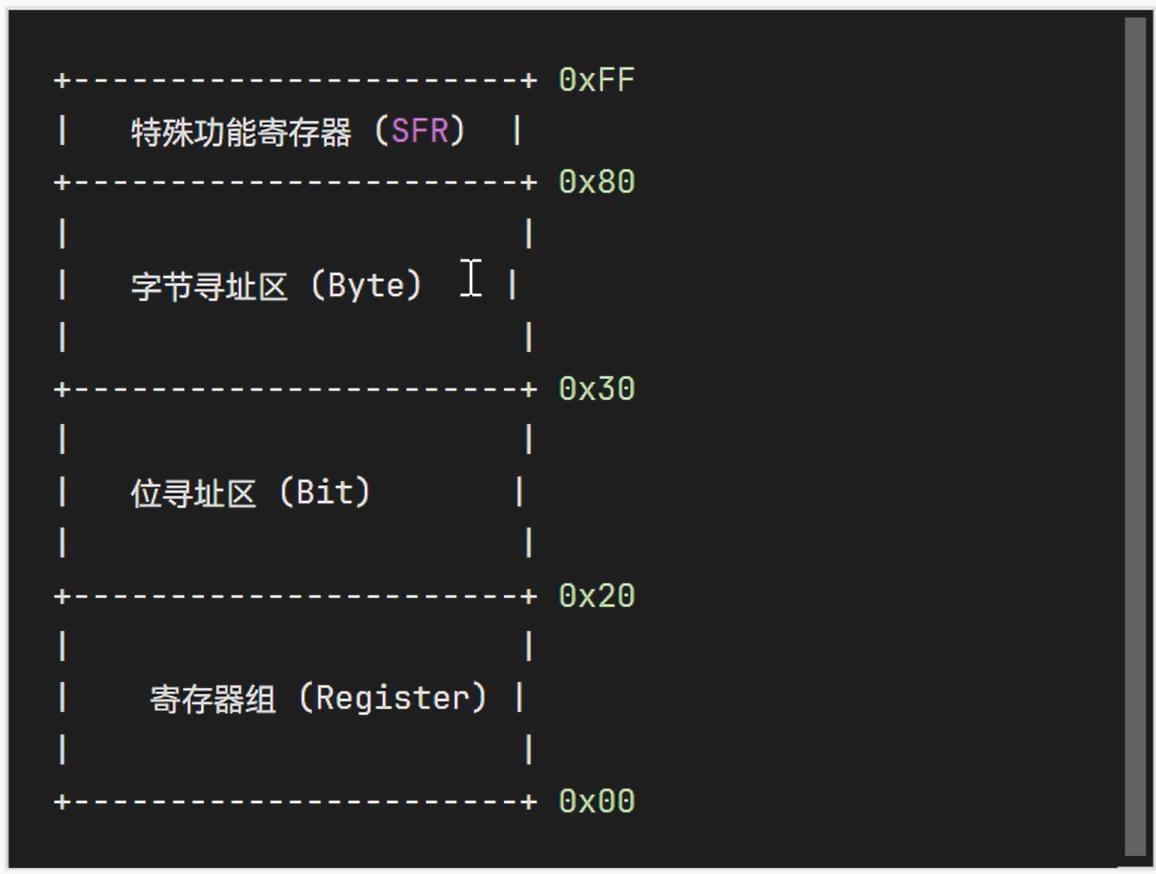 +-----------------------+ 0xFF
|   特殊功能寄存器 (SFR)  |
+-----------------------+ 0x80
|                       |
|   字节寻址区 (Byte)     |
|                       |
+-----------------------+ 0x30
|                       |
|   位寻址区 (Bit)        |
|                       |
+-----------------------+ 0x20
|                       |
|    寄存器组 (Register) |
|                       |
+-----------------------+ 0x00